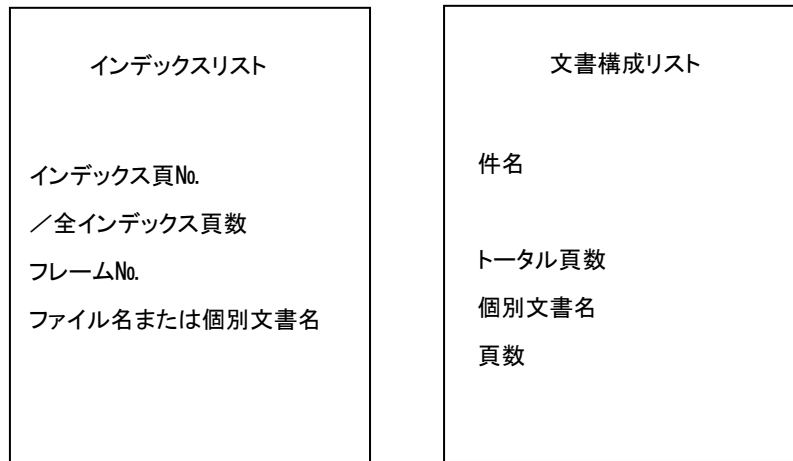 インデックスリスト
インデックス頁№
／全インデックス頁数
フレーム№
ファイル名または個別文書名
文書構成リスト
件名
トータル頁数
個別文書名
頁数